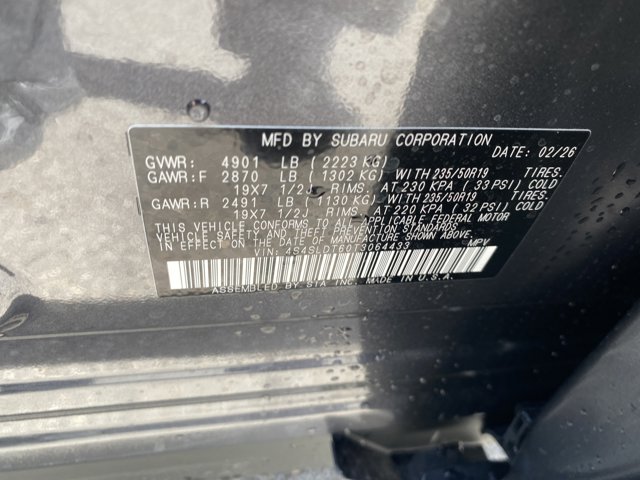 MFD BY SUBARU CORPORATION
DATE: 02/26
GVWR: 4901 LB (2223 KG)
GAWR:F 2870 LB (1302 KG) WITH 235/50R19 TIRES.
19X7 1/2J RIMS. AT 230 KPA (33 PSI) COLD
GAWR:R 2491 LB (1130 KG) WITH 235/50R19 TIRES.
19X7 1/2J RIMS. AT 220 KPA (32 PSI) COLD
THIS VEHICLE CONFORMS TO ALL APPLICABLE FEDERAL MOTOR
VEHICLE SAFETY AND THEFT PREVENTION STANDARDS
IN EFFECT ON THE DATE OF MANUFACTURE SHOWN ABOVE.
VIN: 4S4SLDT60T3064433 MPV
ASSEMBLED BY SIA INC. MADE IN U.S.A.